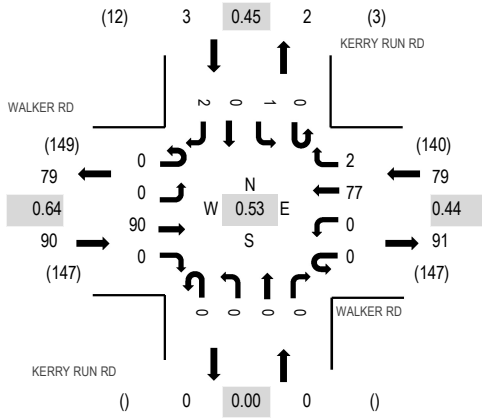 (12) 3 0.45 2 (3)
KERRY RUN RD
WALKER RD
2 0 1 0
(149) (140)
79 0 2 79
0 N 77
0.64 W 0.53 E 0.44
90 90 S 0 91
0 0
(147) (147)
0 0 0 0
WALKER RD
KERRY RUN RD
() 0 0.00 0 ()